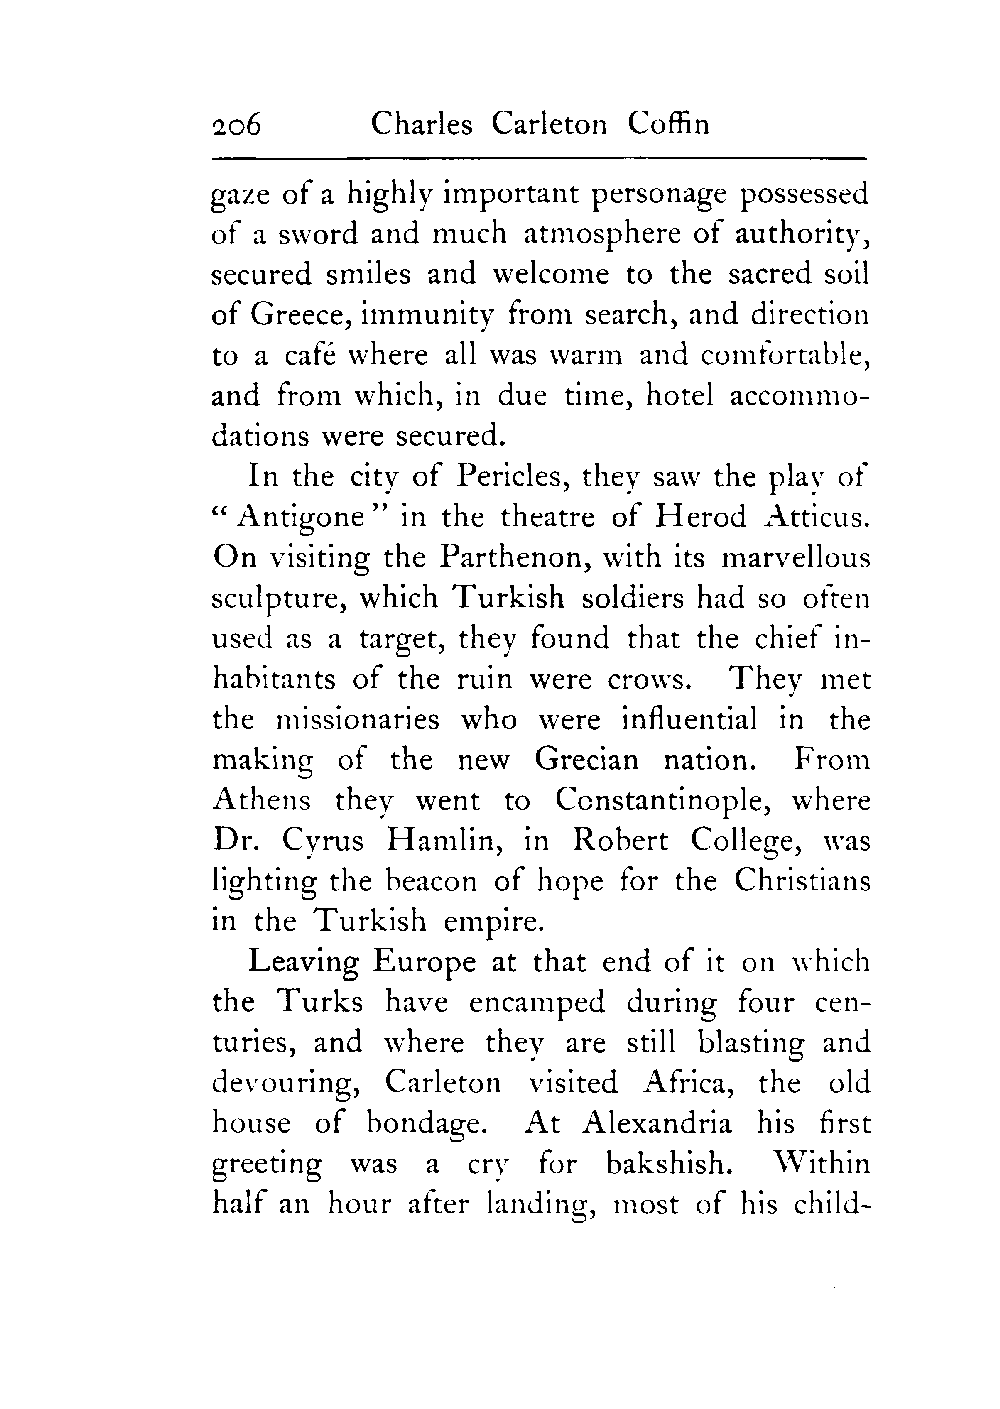 206 Charles Carleton Coffin
gaze of a highly important personage possessed
of a sword and much atmosphere of authority,
secured smiles and welcome to the sacred soil
of Greece, immunity from search, and direction
to a café where all was warm and comfortable,
and from which, in due time, hotel accommo-
dations were secured.
In the city of Pericles, they saw the play of
“ Antigone ” in the theatre of Herod Atticus.
On visiting the Parthenon, with its marvellous
sculpture, which Turkish soldiers had so often
used as a target, they found that the chief in-
habitants of the ruin were crows. They met
the missionaries who were influential in the
making of the new Grecian nation. From
Athens they went to Constantinople, where
Dr. Cyrus Hamlin, in Robert College, was
lighting the beacon of hope for the Christians
in the Turkish empire.
Leaving Europe at that end of it on which
the Turks have encamped during four cen-
turies, and where they are still blasting and
devouring, Carleton visited Africa, the old
house of bondage. At Alexandria his first
greeting was a cry for bakshish. Within
half an hour after landing, most of his child-